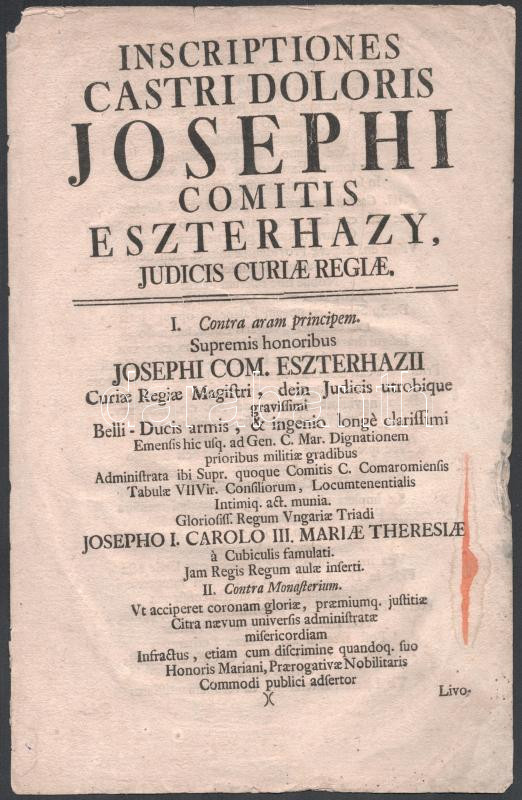 INSCRIPTIONES
CASTRI DOLORIS
JOSEPHI
COMITIS
ESZTERHAZY,
JUDICIS CURIÆ REGIÆ.
I. Contra aram principem.
Supremis honoribus
JOSEPHI COM. ESZTERHAZII
Curiæ Regiæ Magiſtri, dein Judicis utrobique
graviſſimi
Belli-Ducis armis, & ingenio longè clariſſimi
Emensis hic uſq. ad Gen. C. Mar. Dignationem
prioribus militiæ gradibus
Adminiſtrata ibi Supr. quoque Comitis C. Comaromienſis
Tabulæ VIIVir. Conſiliorum, Locumtenentialis
Intimiq. act. munia.
Glorioſiſſ. Regum Vngariæ Triadi
JOSEPHO I. CAROLO III. MARIÆ THERESIÆ
à Cubiculis famulati.
Jam Regis Regum aulæ inſerti.
II. Contra Monaſterium.
Vt acciperet coronam gloriæ, præmiumq. juſtitiæ
Citra nævum universis adminiſtratæ
miſericordiam
Infractus, etiam cum diſcrimine quandoq. ſuo
Honoris Mariani, Prærogativæ Nobilitaris
Commodi publici adſertor
)(
Livo-
darabanth